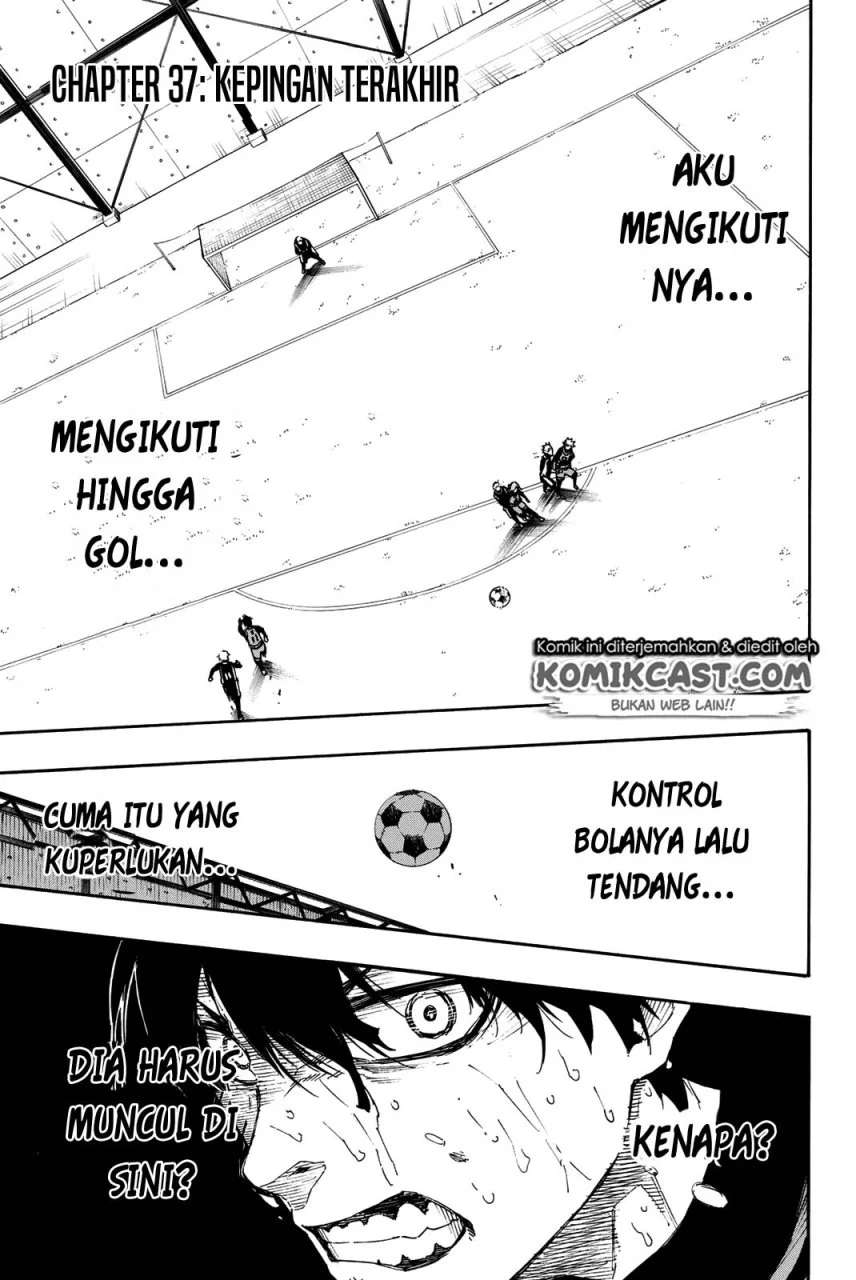 CHAPTER 37: KEPINGAN TERAKHIR
AKU
MENGIKUTI
NYA...
MENGIKUTI
HINGGA
GOL...
Komik ini diterjemahkan & diedit oleh
KOMIKCAST.COM
BUKAN WEB LAIN!!
KONTROL
BOLANYA LALU
TENDANG...
CUMA ITU YANG
KUPERLUKAN...
KENAPA?
DIA HARUS
MUNCUL DI
SINI?